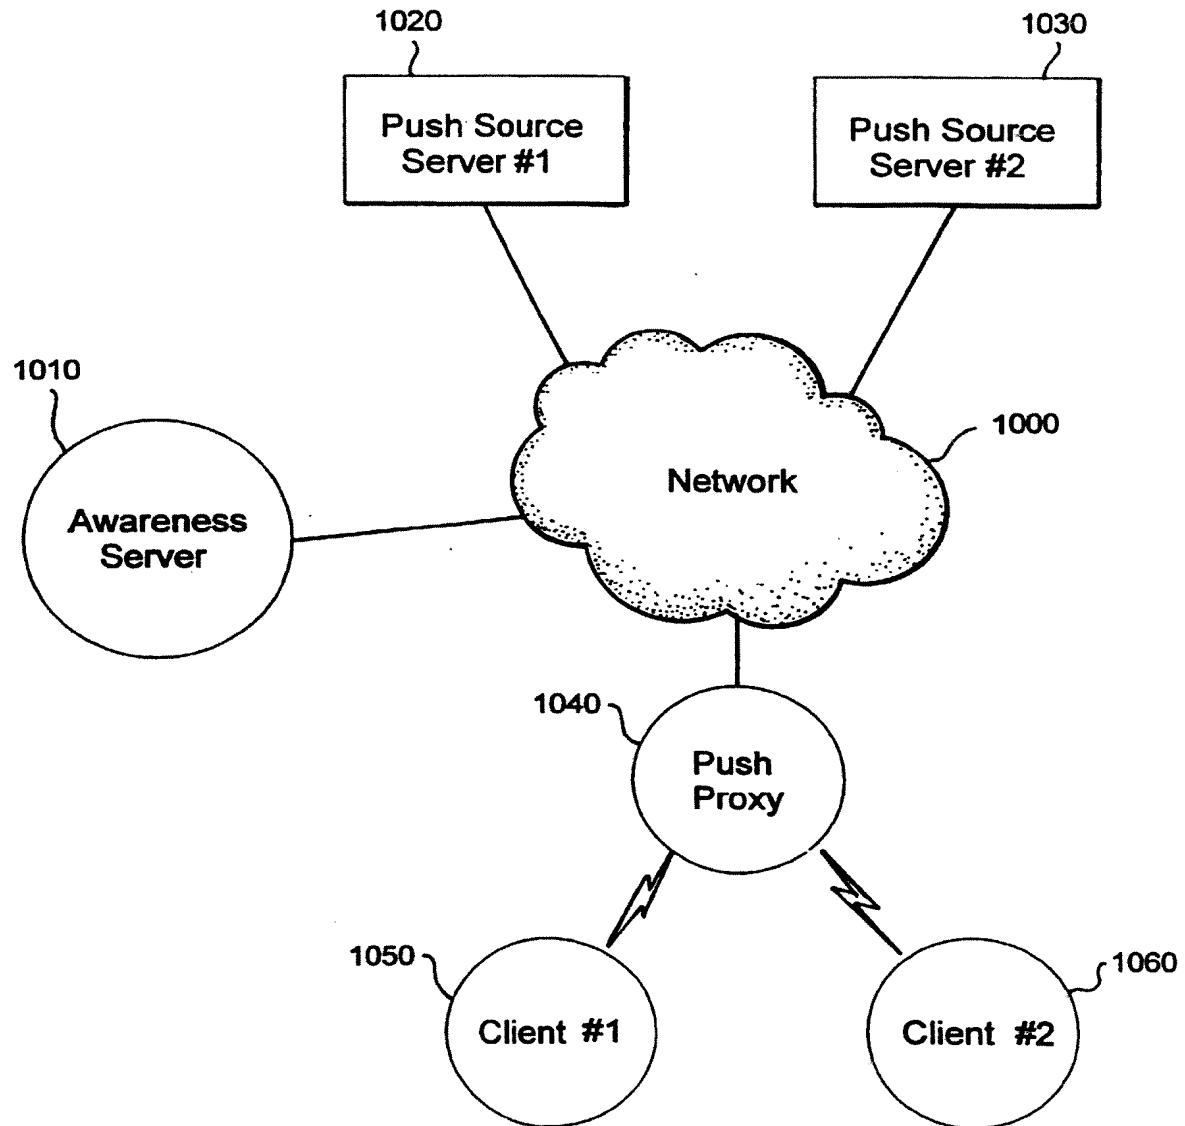 1020
1030
Push Source
Server #1
Push Source
Server #2
1010
1000
Network
Awareness
Server
1040
Push
Proxy
1050
1060
Client #1
Client #2